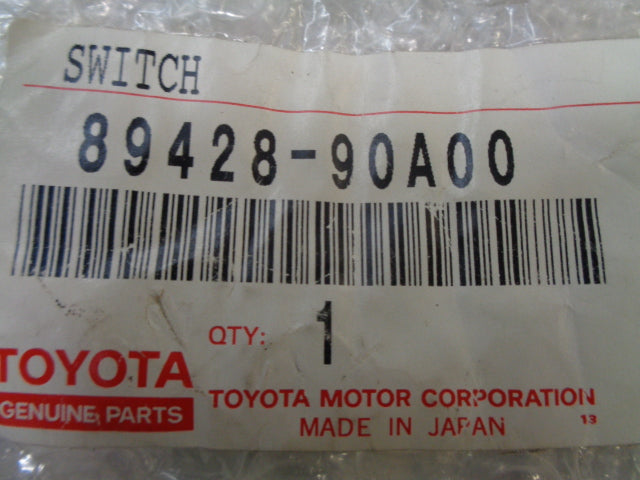 SWITCH
89428-90A00
QTY: 1
TOYOTA
GENUINE PARTS
TOYOTA MOTOR CORPORATION
MADE IN JAPAN 13